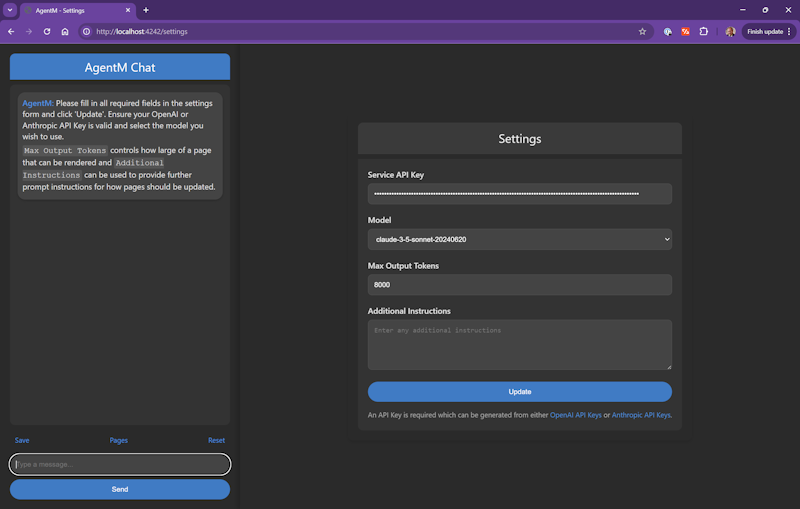 AgentM - Settings
http://localhost:4242/settings
Finish update
AgentM Chat
AgentM: Please fill in all required fields in the settings
form and click 'Update'. Ensure your OpenAI or
Anthropic API Key is valid and select the model you
wish to use.
Max Output Tokens controls how large of a page
that can be rendered and Additional
Instructions can be used to provide further
prompt instructions for how pages should be updated.
Save Pages Reset
Type a message...
Send
Settings
Service API Key
Model
claude-3-5-sonnet-20240620
Max Output Tokens
8000
Additional Instructions
Enter any additional instructions
Update
An API Key is required which can be generated from either OpenAI API Keys or Anthropic API Keys.